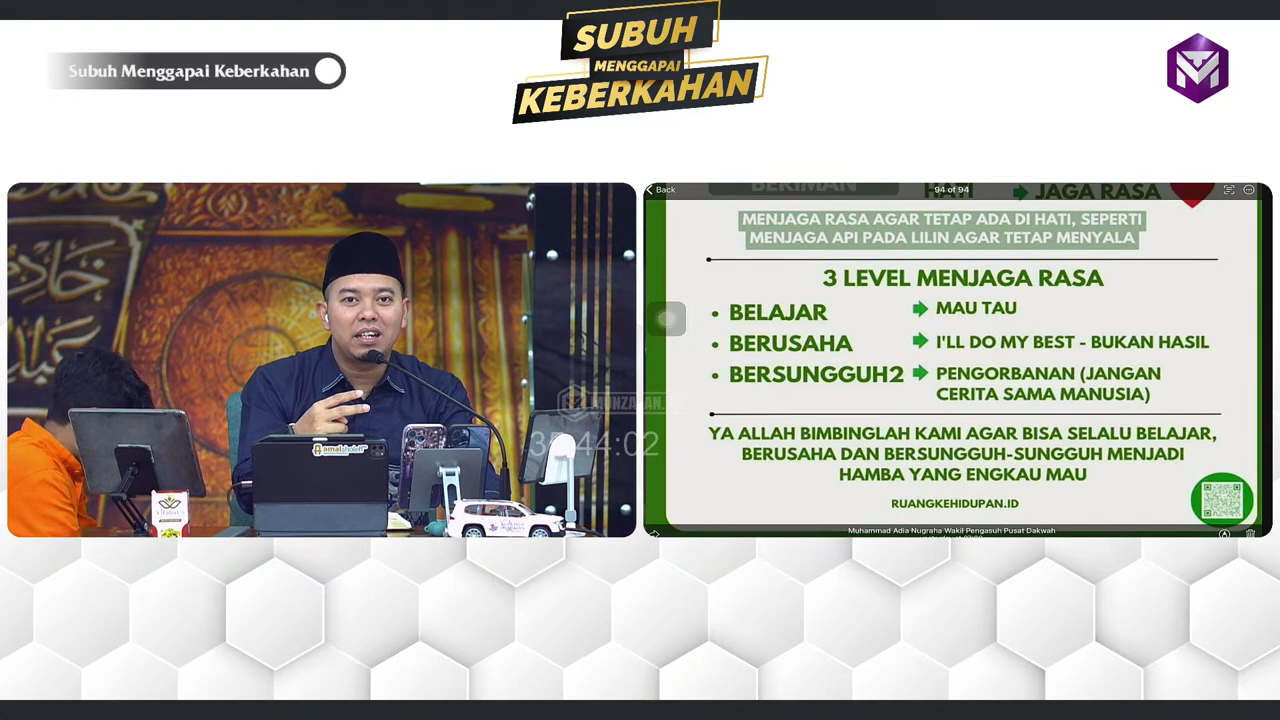 SUBUH
MENGGAPAI
KEBERKAHAN
Subuh Menggapai Keberkahan
Back
94 of 94
BERIMAN
HATI
JAGA RASA
MENJAGA RASA AGAR TETAP ADA DI HATI, SEPERTI
MENJAGA API PADA LILIN AGAR TETAP MENYALA
3 LEVEL MENJAGA RASA
• BELAJAR MAU TAU
• BERUSAHA I'LL DO MY BEST - BUKAN HASIL
• BERSUNGGUH2 PENGORBANAN (JANGAN
CERITA SAMA MANUSIA)
YA ALLAH BIMBINGLAH KAMI AGAR BISA SELALU BELAJAR,
BERUSAHA DAN BERSUNGGUH-SUNGGUH MENJADI
HAMBA YANG ENGKAU MAU
RUANGKEHIDUPAN.ID
Muhammad Adia Nugraha Wakil Pengasuh Pusat Dakwah
amalsholeh